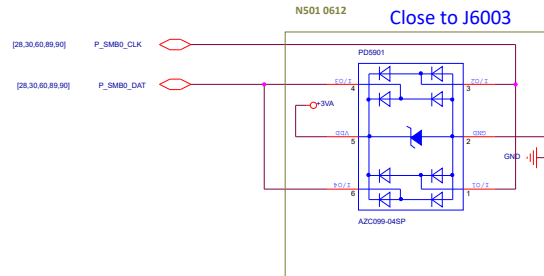 N501 0612
Close to J6003
[28,30,60,89,90] P_SMB0_CLK
PD5901
[28,30,60,89,90] P_SMB0_DAT
I/O3 I/O2
4 3
+3VA
VDD GND
5 2
GND
I/O4 I/O1
6 1
AZC099-04SP